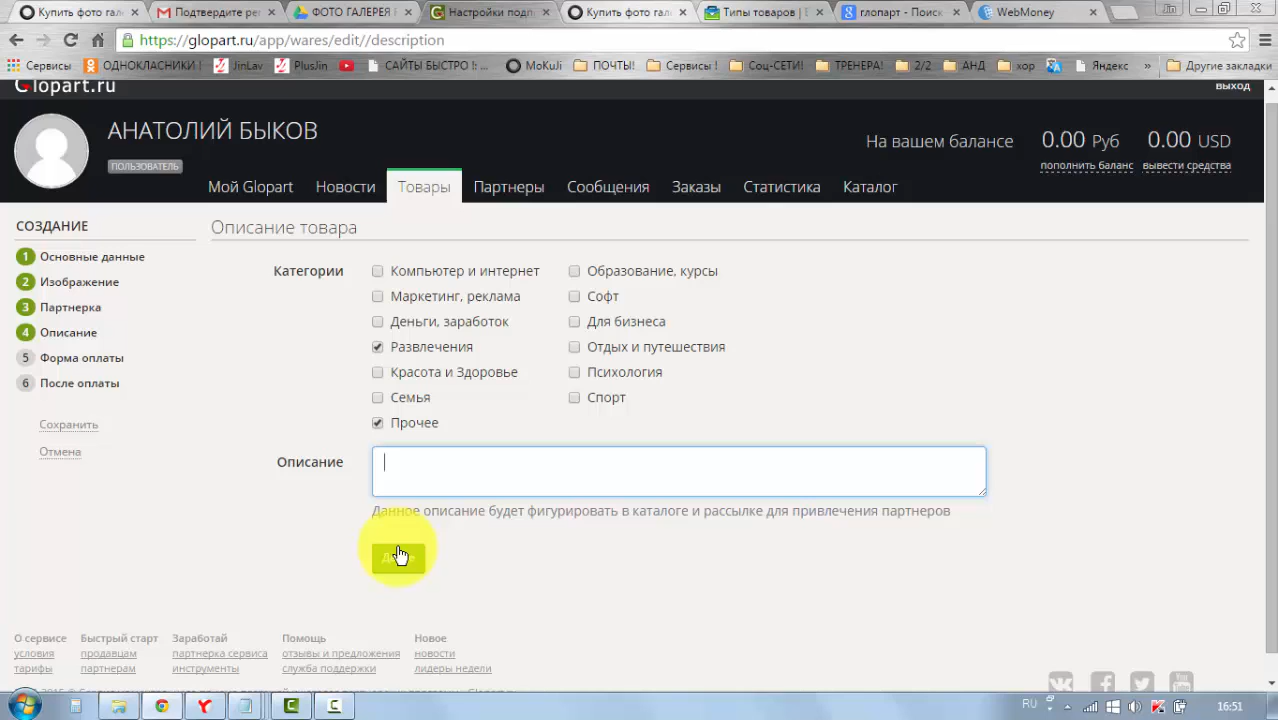 Купить фото гал
Подтвердите рег
ФОТО ГАЛЕРЕЯ Р
Настройки подп
Купить фото гал
Типы товаров | E
глопарт - Поиск
WebMoney
https://glopart.ru/app/wares/edit//description
Сервисы
ОДНОКЛАСНИКИ !
JinLav
PlusJin
САЙТЫ БЫСТРО !: ...
MoKuJi
ПОЧТЫ!
Сервисы !
Соц-СЕТИ!
ТРЕНЕРА!
2/2
АНД
хор
Яндекс
»
Другие закладки
Glopart.ru
выход
АНАТОЛИЙ БЫКОВ
ПОЛЬЗОВАТЕЛЬ
На вашем балансе
0.00 Руб
0.00 USD
пополнить баланс
вывести средства
Мой Glopart
Новости
Товары
Партнеры
Сообщения
Заказы
Статистика
Каталог
СОЗДАНИЕ
1 Основные данные
2 Изображение
3 Партнерка
4 Описание
5 Форма оплаты
6 После оплаты
Сохранить
Отмена
Описание товара
Категории
Компьютер и интернет
Образование, курсы
Маркетинг, реклама
Софт
Деньги, заработок
Для бизнеса
Развлечения
Отдых и путешествия
Красота и Здоровье
Психология
Семья
Спорт
Прочее
Описание
Данное описание будет фигурировать в каталоге и рассылке для привлечения партнеров
О сервисе
условия
тарифы
Быстрый старт
продавцам
партнерам
Заработай
партнерка сервиса
инструменты
Помощь
отзывы и предложения
служба поддержки
Новое
новости
лидеры недели
RU
16:51